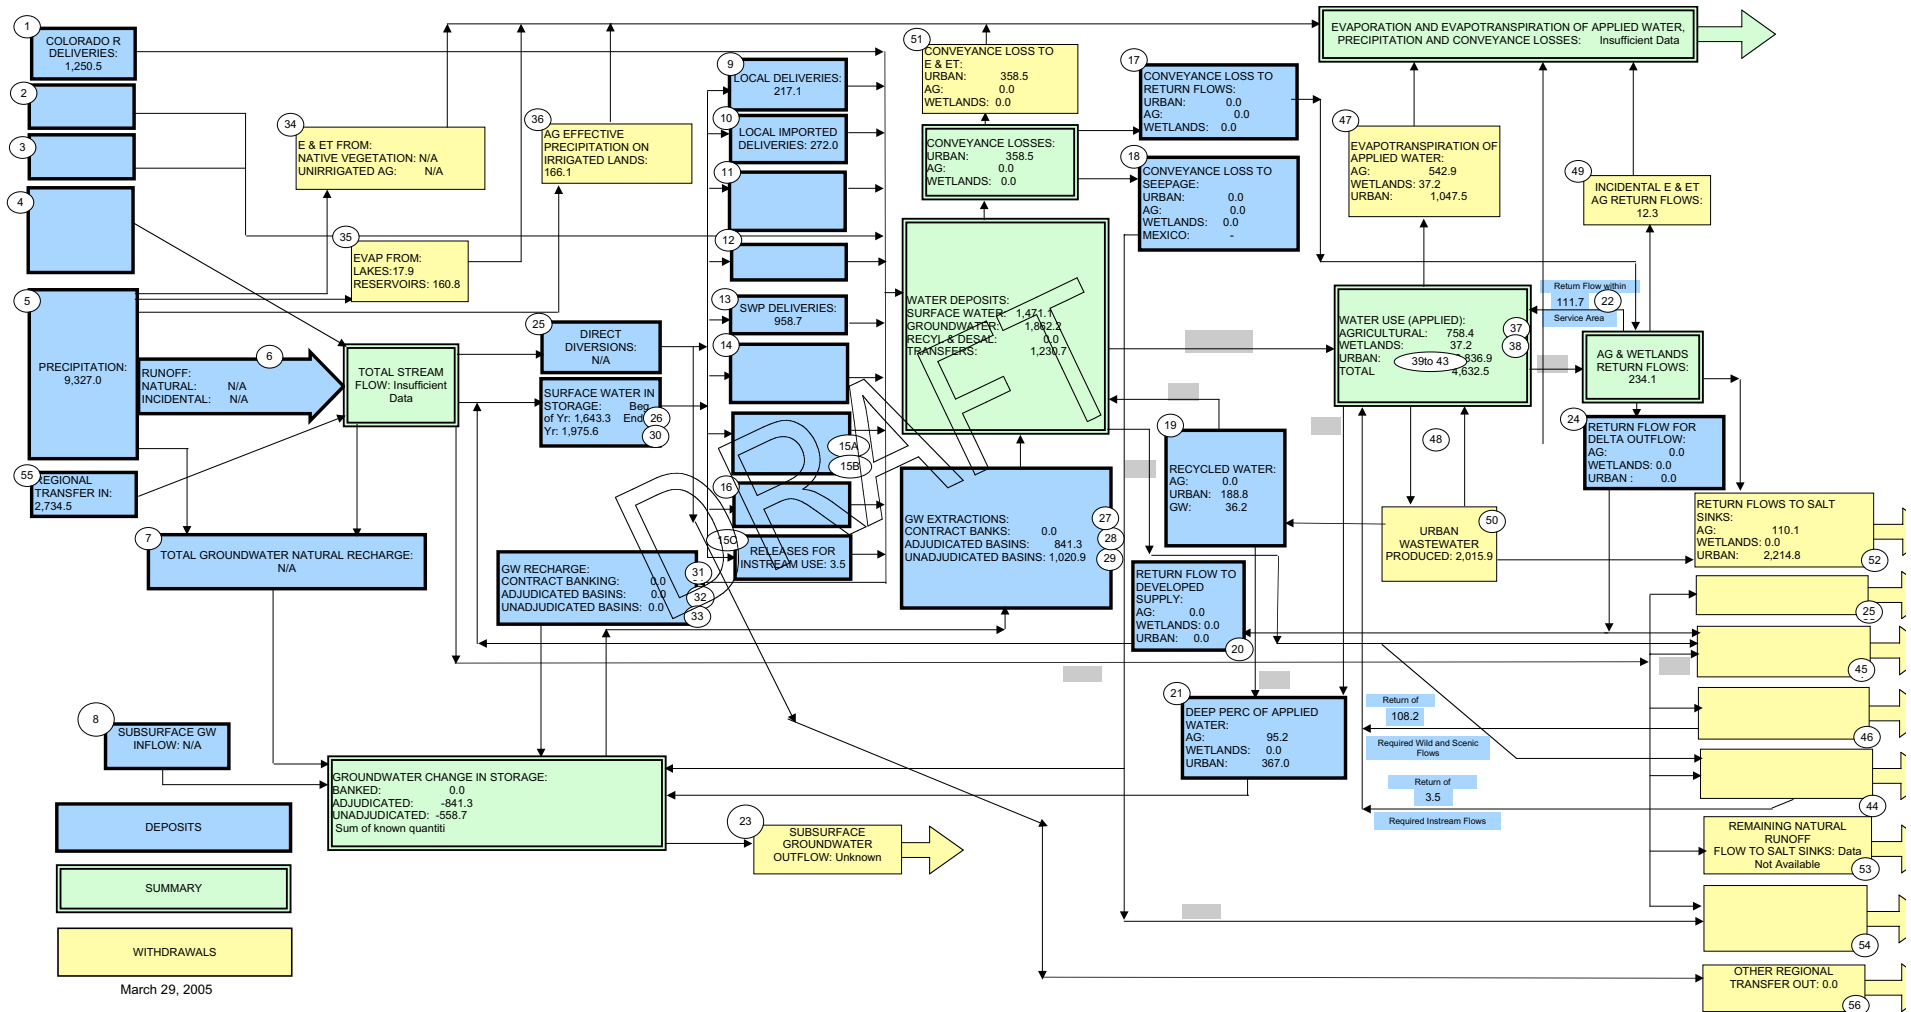 1
COLORADO R
DELIVERIES:
1,250.5
2
3
4
5
PRECIPITATION:
9,327.0
6
RUNOFF:
NATURAL: N/A
INCIDENTAL: N/A
55
REGIONAL
TRANSFER IN:
2,734.5
7
TOTAL GROUNDWATER NATURAL RECHARGE:
N/A
8
SUBSURFACE GW
INFLOW: N/A
34
E & ET FROM:
NATIVE VEGETATION: N/A
UNIRRIGATED AG: N/A
35
EVAP FROM:
LAKES:17.9
RESERVOIRS: 160.8
36
AG EFFECTIVE
PRECIPITATION ON
IRRIGATED LANDS:
166.1
TOTAL STREAM
FLOW: Insufficient
Data
25
DIRECT
DIVERSIONS:
N/A
SURFACE WATER IN
STORAGE: Beg
of Yr: 1,643.3 End
Yr: 1,975.6
26
30
GW RECHARGE:
CONTRACT BANKING: 0.0
ADJUDICATED BASINS: 0.0
UNADJUDICATED BASINS: 0.0
31
32
33
9
LOCAL DELIVERIES:
217.1
10
LOCAL IMPORTED
DELIVERIES: 272.0
11
12
13
SWP DELIVERIES:
958.7
14
15A
15B
16
15C
RELEASES FOR
INSTREAM USE: 3.5
51
CONVEYANCE LOSS TO
E & ET:
URBAN: 358.5
AG: 0.0
WETLANDS: 0.0
CONVEYANCE LOSSES:
URBAN: 358.5
AG: 0.0
WETLANDS: 0.0
WATER DEPOSITS:
SURFACE WATER: 1,471.1
GROUNDWATER: 1,862.2
RECYL & DESAL: 0.0
TRANSFERS: 1,230.7
GW EXTRACTIONS:
CONTRACT BANKS: 0.0
ADJUDICATED BASINS: 841.3
UNADJUDICATED BASINS: 1,020.9
27
28
29
DRAFT
17
CONVEYANCE LOSS TO
RETURN FLOWS:
URBAN: 0.0
AG: 0.0
WETLANDS: 0.0
18
CONVEYANCE LOSS TO
SEEPAGE:
URBAN: 0.0
AG: 0.0
WETLANDS: 0.0
MEXICO: -
19
RECYCLED WATER:
AG: 0.0
URBAN: 188.8
GW: 36.2
RETURN FLOW TO
DEVELOPED
SUPPLY:
AG: 0.0
WETLANDS: 0.0
URBAN: 0.0
20
21
DEEP PERC OF APPLIED
WATER:
AG: 95.2
WETLANDS: 0.0
URBAN: 367.0
EVAPORATION AND EVAPOTRANSPIRATION OF APPLIED WATER,
PRECIPITATION AND CONVEYANCE LOSSES: Insufficient Data
47
EVAPOTRANSPIRATION OF
APPLIED WATER:
AG: 542.9
WETLANDS: 37.2
URBAN: 1,047.5
49
INCIDENTAL E & ET
AG RETURN FLOWS:
12.3
WATER USE (APPLIED):
AGRICULTURAL: 758.4
WETLANDS: 37.2
URBAN: 836.9
TOTAL 4,632.5
37
38
39to 43
Return Flow within
111.7
22
Service Area
AG & WETLANDS
RETURN FLOWS:
234.1
24
RETURN FLOW FOR
DELTA OUTFLOW:
AG: 0.0
WETLANDS: 0.0
URBAN : 0.0
48
50
URBAN
WASTEWATER
PRODUCED: 2,015.9
RETURN FLOWS TO SALT
SINKS:
AG: 110.1
WETLANDS: 0.0
URBAN: 2,214.8
52
25
45
46
44
Return of
108.2
Required Wild and Scenic
Flows
Return of
3.5
Required Instream Flows
REMAINING NATURAL
RUNOFF
FLOW TO SALT SINKS: Data
Not Available
53
54
OTHER REGIONAL
TRANSFER OUT: 0.0
56
GROUNDWATER CHANGE IN STORAGE:
BANKED: 0.0
ADJUDICATED: -841.3
UNADJUDICATED: -558.7
Sum of known quantiti
23
SUBSURFACE
GROUNDWATER
OUTFLOW: Unknown
DEPOSITS
SUMMARY
WITHDRAWALS
March 29, 2005